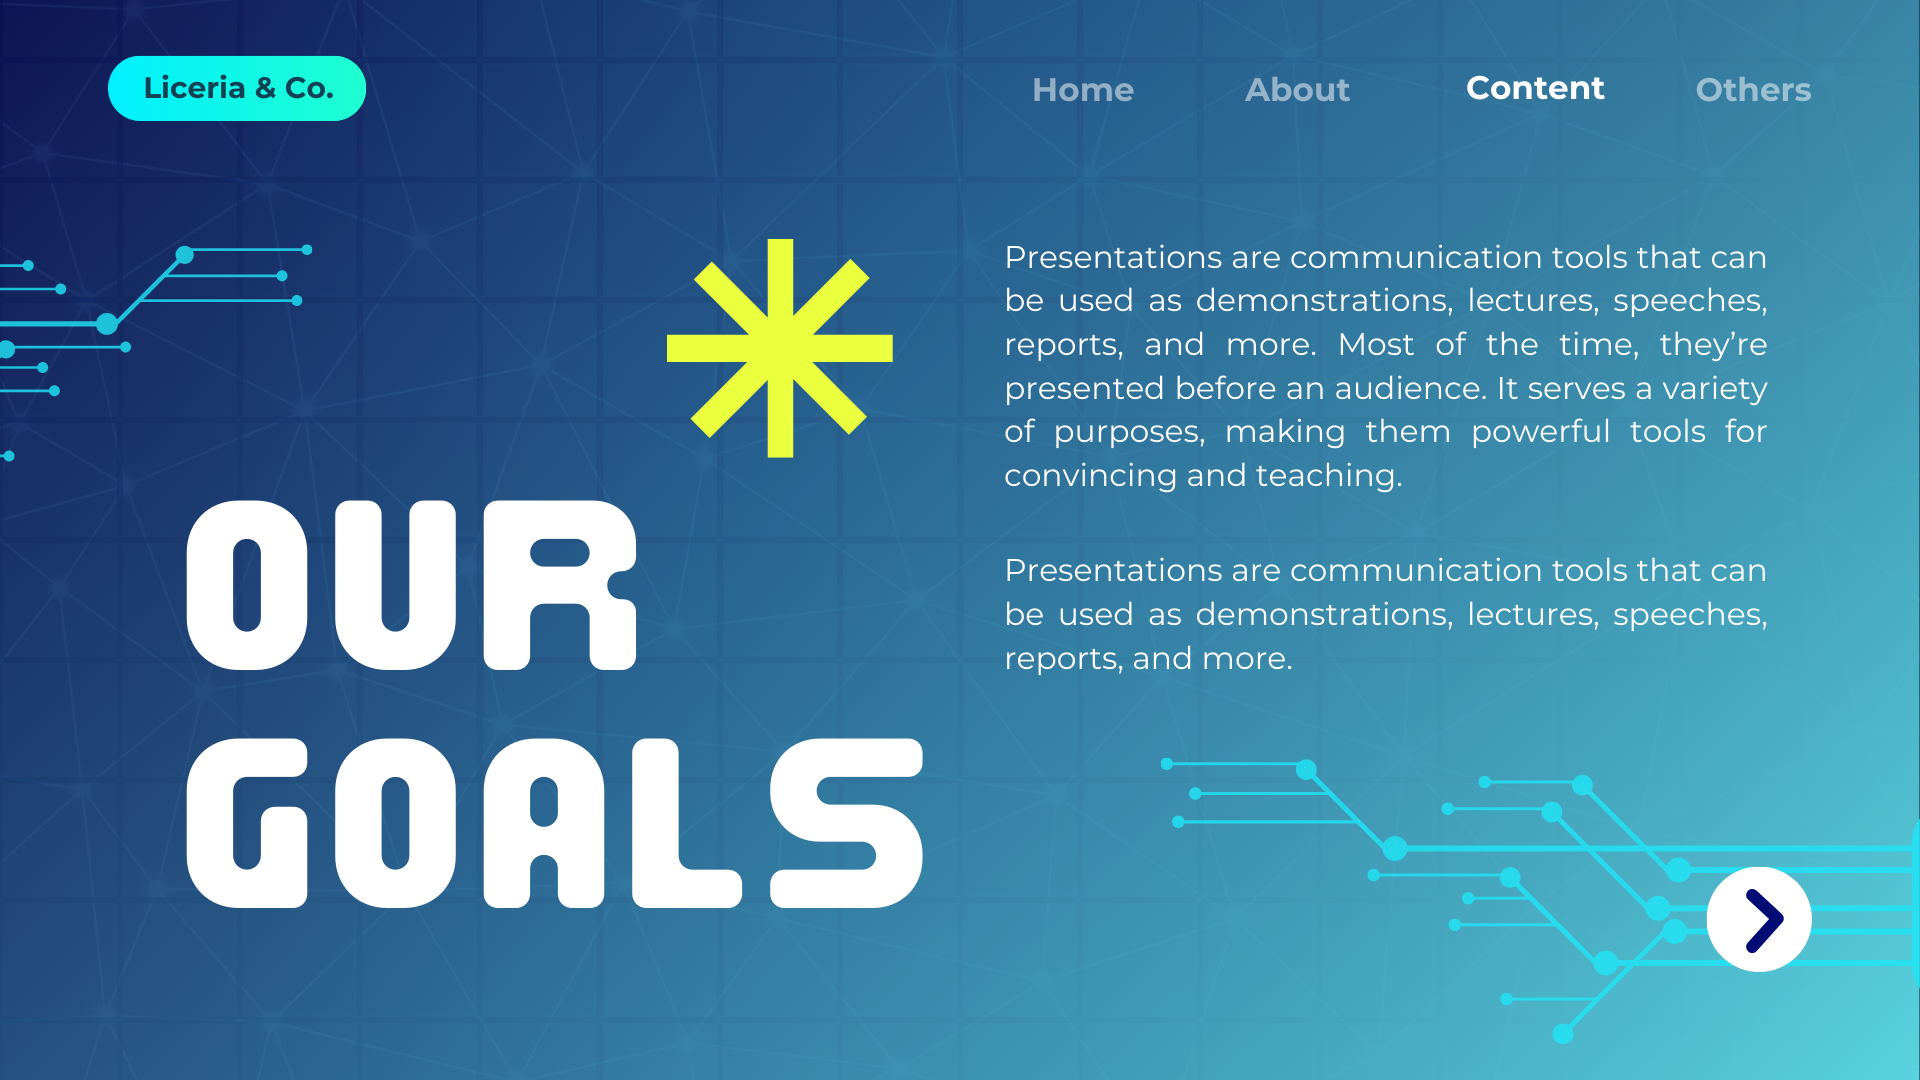 Liceria & Co.
Home About Content Others
Presentations are communication tools that can
be used as demonstrations, lectures, speeches,
reports, and more. Most of the time, they’re
presented before an audience. It serves a variety
of purposes, making them powerful tools for
convincing and teaching.
Presentations are communication tools that can
be used as demonstrations, lectures, speeches,
reports, and more.
OUR
GOALS